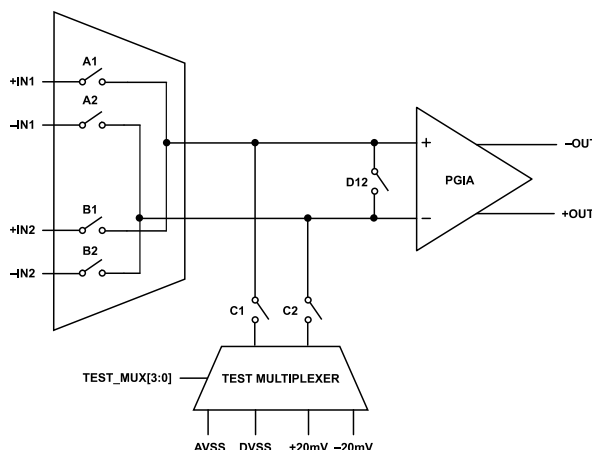 A1
+IN1
A2
–IN1
+
–OUT
D12
PGIA
B1
–
+OUT
+IN2
B2
–IN2
C1
C2
TEST_MUX[3:0]
TEST MULTIPLEXER
AVSS DVSS +20mV –20mV